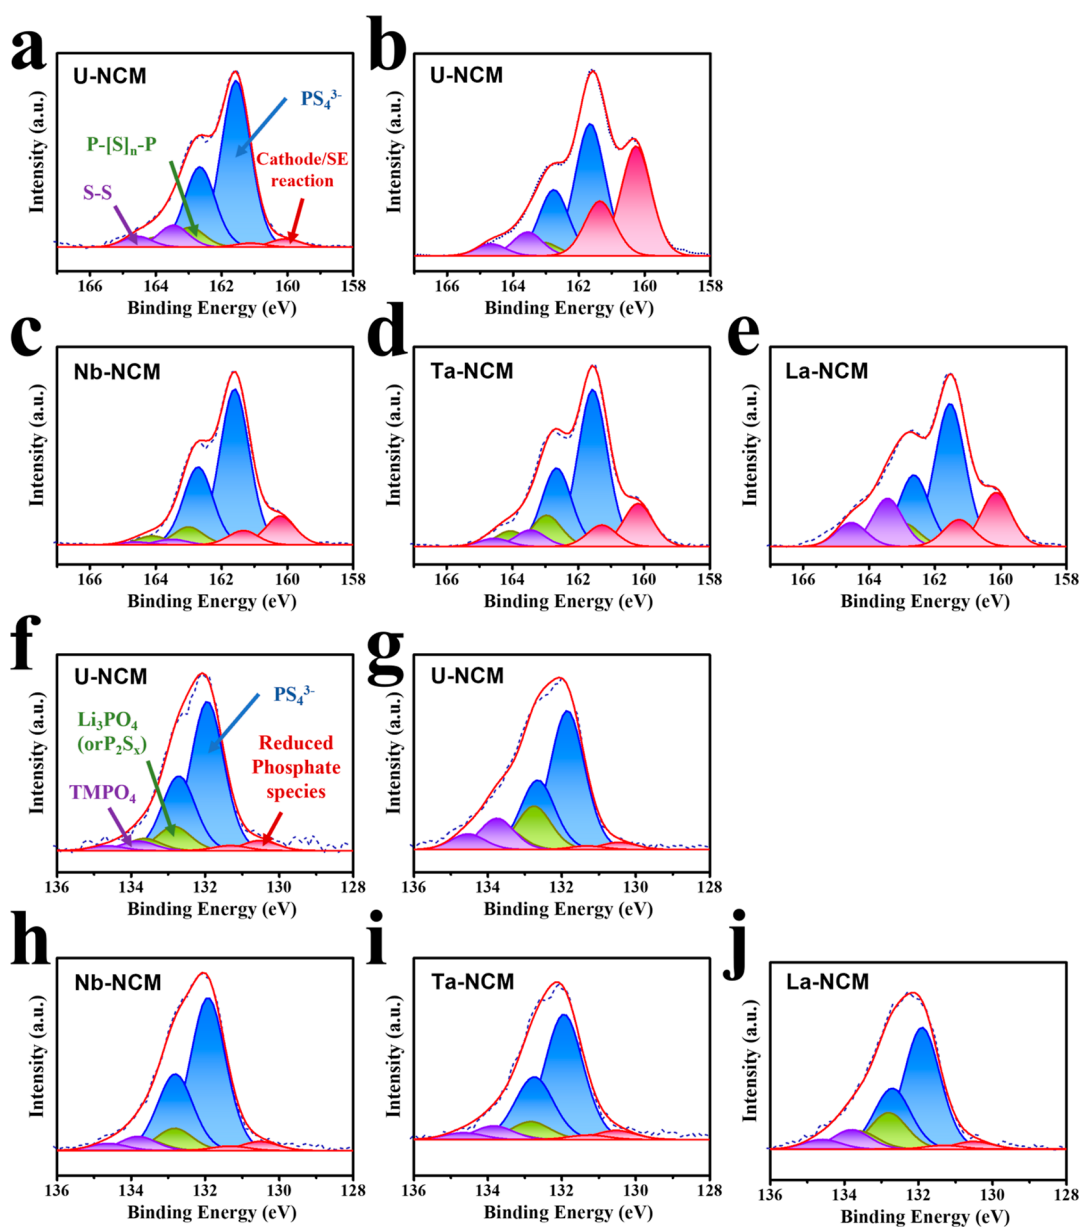 a
U-NCM
PS₄³⁻
P-[S]ₙ-P
S-S
Cathode/SE
reaction
Intensity (a.u.)
166 164 162 160 158
Binding Energy (eV)
b
U-NCM
Intensity (a.u.)
166 164 162 160 158
Binding Energy (eV)
c
Nb-NCM
Intensity (a.u.)
166 164 162 160 158
Binding Energy (eV)
d
Ta-NCM
Intensity (a.u.)
166 164 162 160 158
Binding Energy (eV)
e
La-NCM
Intensity (a.u.)
166 164 162 160 158
Binding Energy (eV)
f
U-NCM
PS₄³⁻
Li₃PO₄
(orP₂Sₓ)
TMPO₄
Reduced
Phosphate
species
Intensity (a.u.)
136 134 132 130 128
Binding Energy (eV)
g
U-NCM
Intensity (a.u.)
136 134 132 130 128
Binding Energy (eV)
h
Nb-NCM
Intensity (a.u.)
136 134 132 130 128
Binding Energy (eV)
i
Ta-NCM
Intensity (a.u.)
136 134 132 130 128
Binding Energy (eV)
j
La-NCM
Intensity (a.u.)
136 134 132 130 128
Binding Energy (eV)